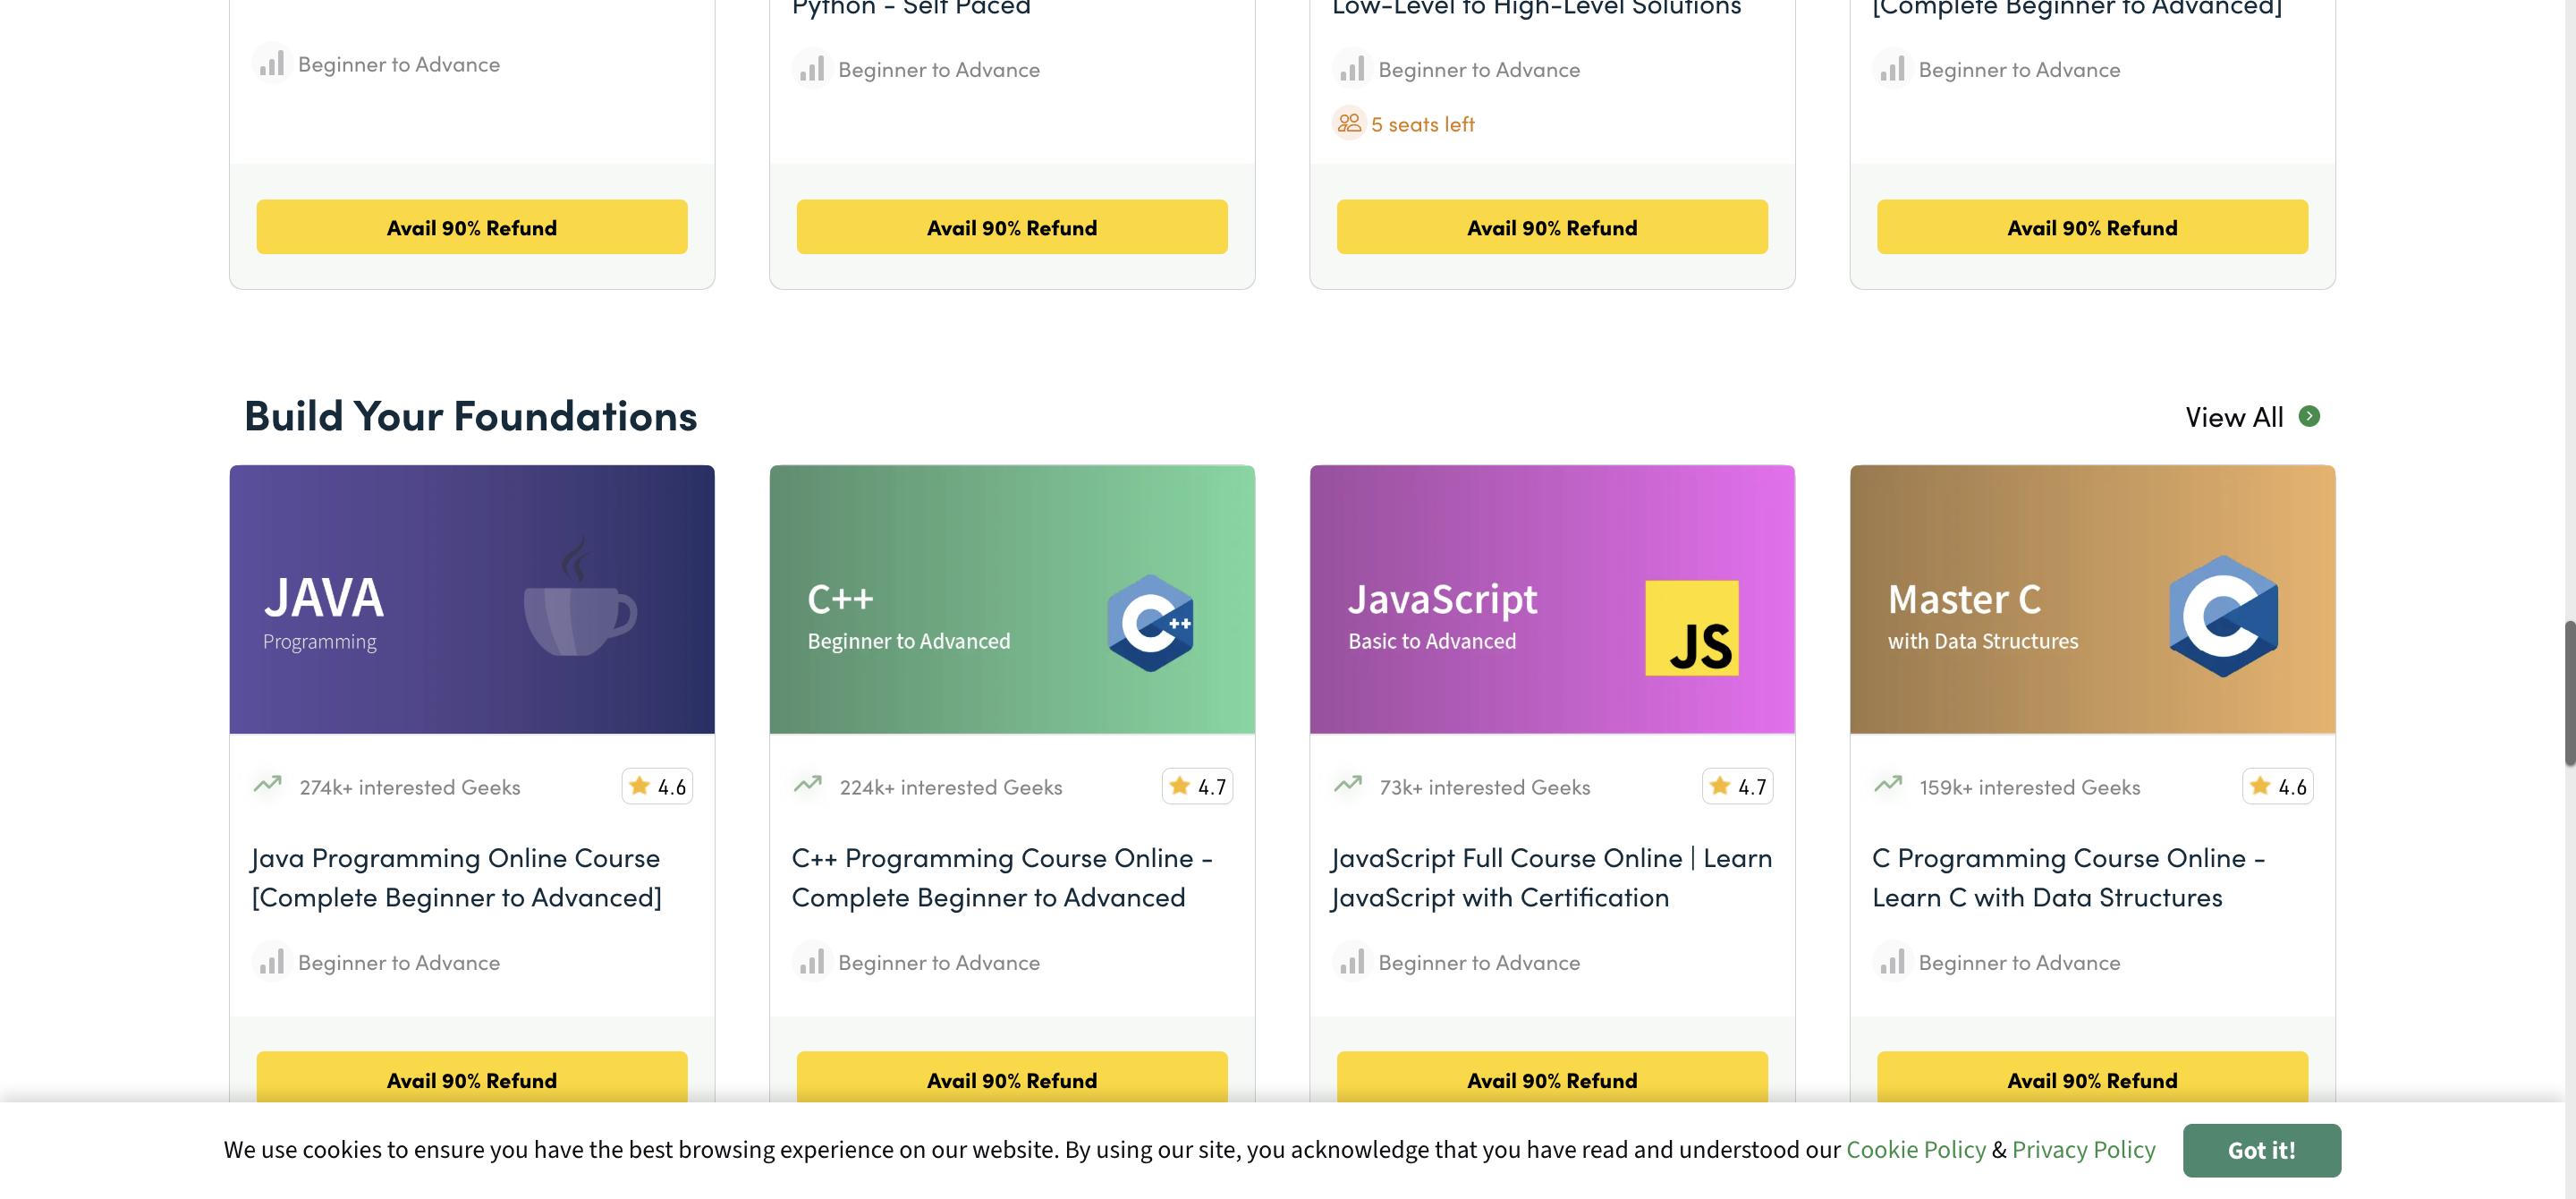 Python - Self Paced
Low-Level to High-Level Solutions
[Complete Beginner to Advanced]
Beginner to Advance
Beginner to Advance
Beginner to Advance
Beginner to Advance
5 seats left
Avail 90% Refund
Avail 90% Refund
Avail 90% Refund
Avail 90% Refund
Build Your Foundations
View All
JAVA
Programming
C++
Beginner to Advanced
C++
JavaScript
Basic to Advanced
JS
Master C
with Data Structures
C
274k+ interested Geeks
4.6
224k+ interested Geeks
4.7
73k+ interested Geeks
4.7
159k+ interested Geeks
4.6
Java Programming Online Course
[Complete Beginner to Advanced]
C++ Programming Course Online -
Complete Beginner to Advanced
JavaScript Full Course Online | Learn
JavaScript with Certification
C Programming Course Online -
Learn C with Data Structures
Beginner to Advance
Beginner to Advance
Beginner to Advance
Beginner to Advance
Avail 90% Refund
Avail 90% Refund
Avail 90% Refund
Avail 90% Refund
We use cookies to ensure you have the best browsing experience on our website. By using our site, you acknowledge that you have read and understood our Cookie Policy & Privacy Policy
Got it!